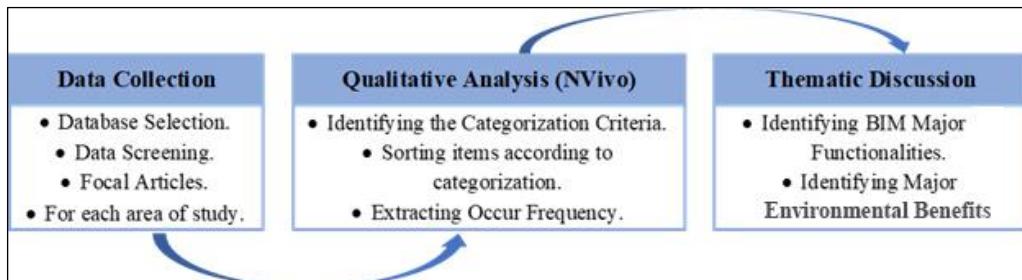 Data Collection
• Database Selection.
• Data Screening.
• Focal Articles.
• For each area of study.
Qualitative Analysis (NVivo)
• Identifying the Categorization Criteria.
• Sorting items according to
categorization.
• Extracting Occur Frequency.
Thematic Discussion
• Identifying BIM Major
Functionalities.
• Identifying Major
Environmental Benefits